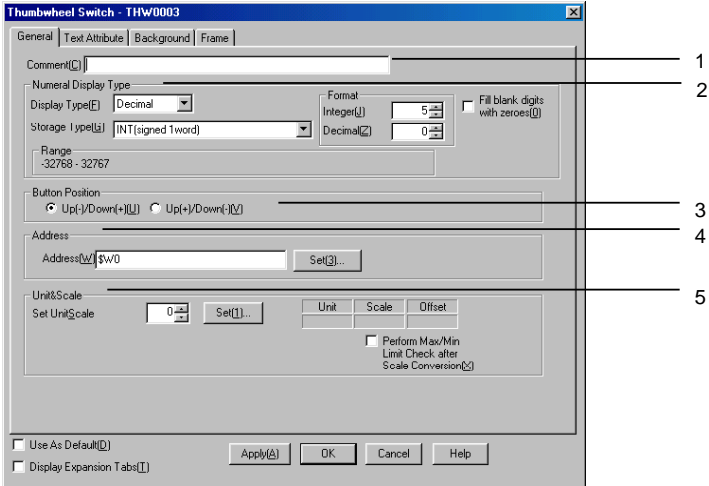 Thumbwheel Switch - THW0003
General Text Attribute Background Frame
Comment(C) 1
Numeral Display Type 2
Display Type(F) Decimal
Storage Type(G) INT(signed 1word)
Format
Integer(J) 5
Decimal(Z) 0
Fill blank digits
with zeroes(0)
Range
-32768 - 32767
Button Position
Up(-)/Down(+)(U) Up(+)/Down(-)(V) 3
Address 4
Address(W) $W0 Set(3)...
Unit&Scale 5
Set UnitScale 0 Set(1)...
Unit Scale Offset
Perform Max/Min
Limit Check after
Scale Conversion(X)
Use As Default(D)
Display Expansion Tabs(T)
Apply(A) OK Cancel Help